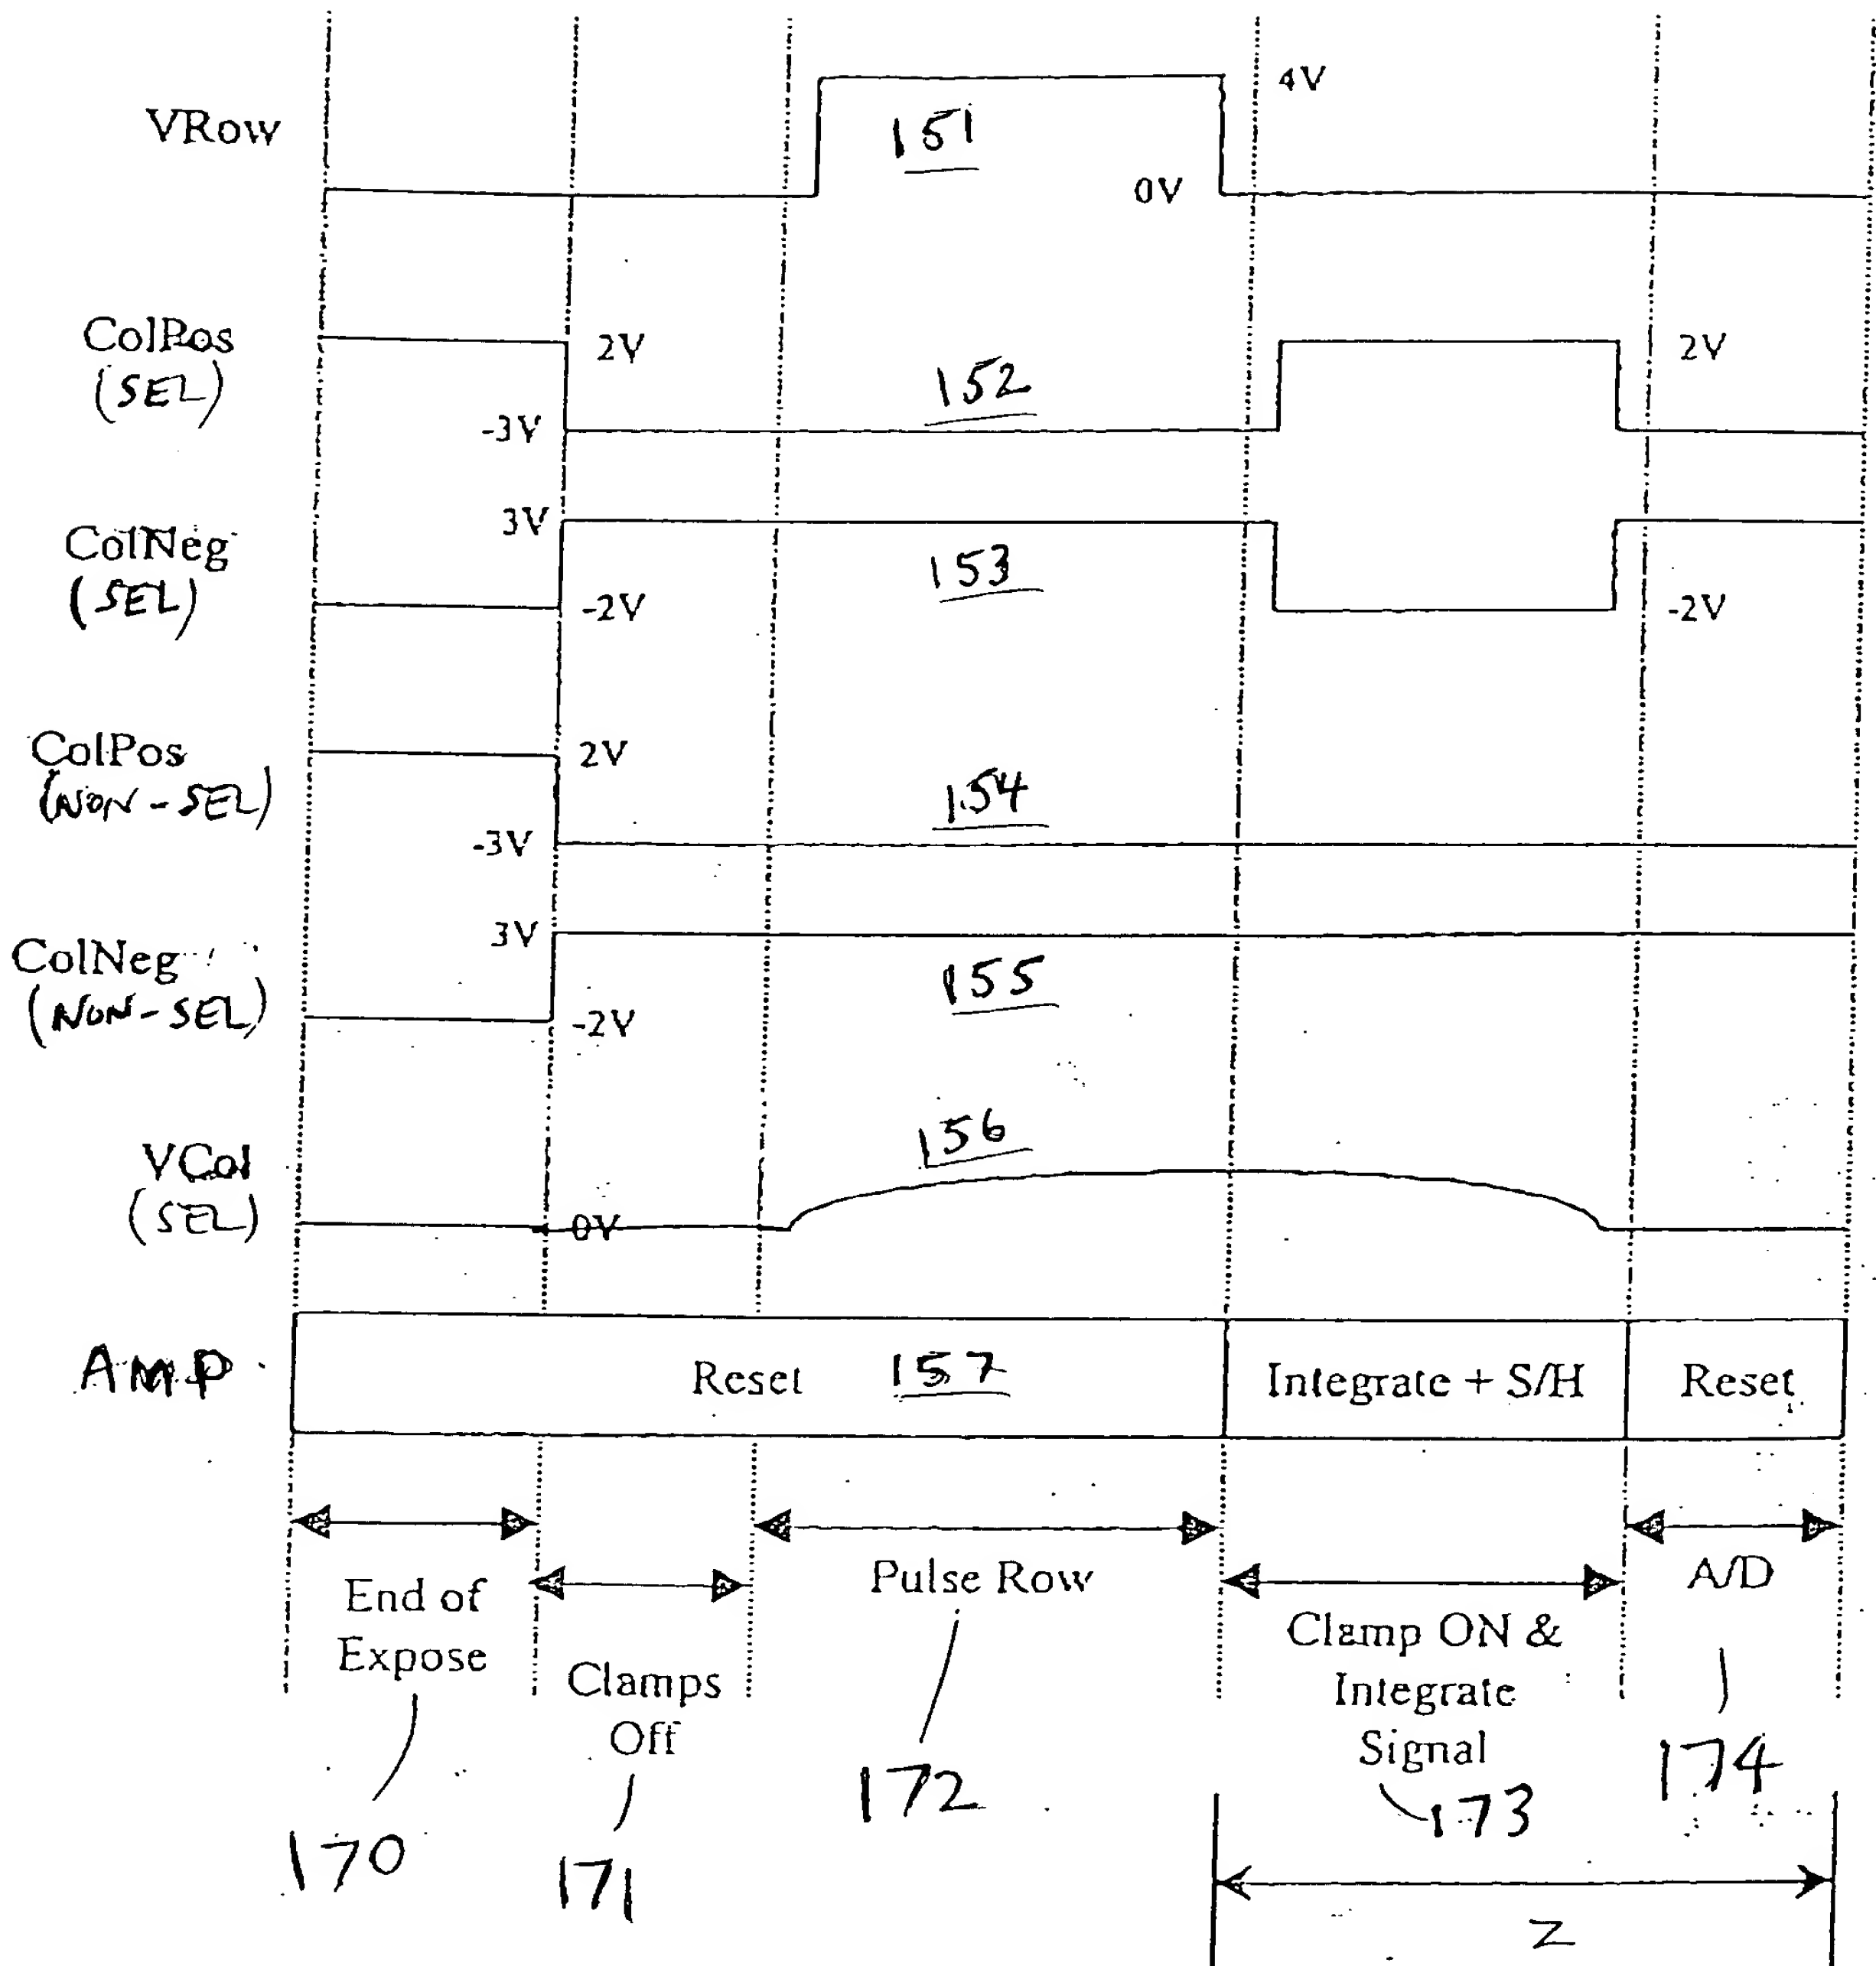 VRow
151
4V
0V
ColPos
(SEL)
2V
-3V
152
2V
ColNeg
(SEL)
3V
-2V
153
-2V
ColPos
(NON-SEL)
2V
-3V
154
ColNeg
(NON-SEL)
3V
-2V
155
VCol
(SEL)
0V
156
AMP
Reset 157
Integrate + S/H
Reset
End of
Expose
170
Clamps
Off
171
Pulse Row
172
Clamp ON &
Integrate
Signal
173
A/D
174
Z